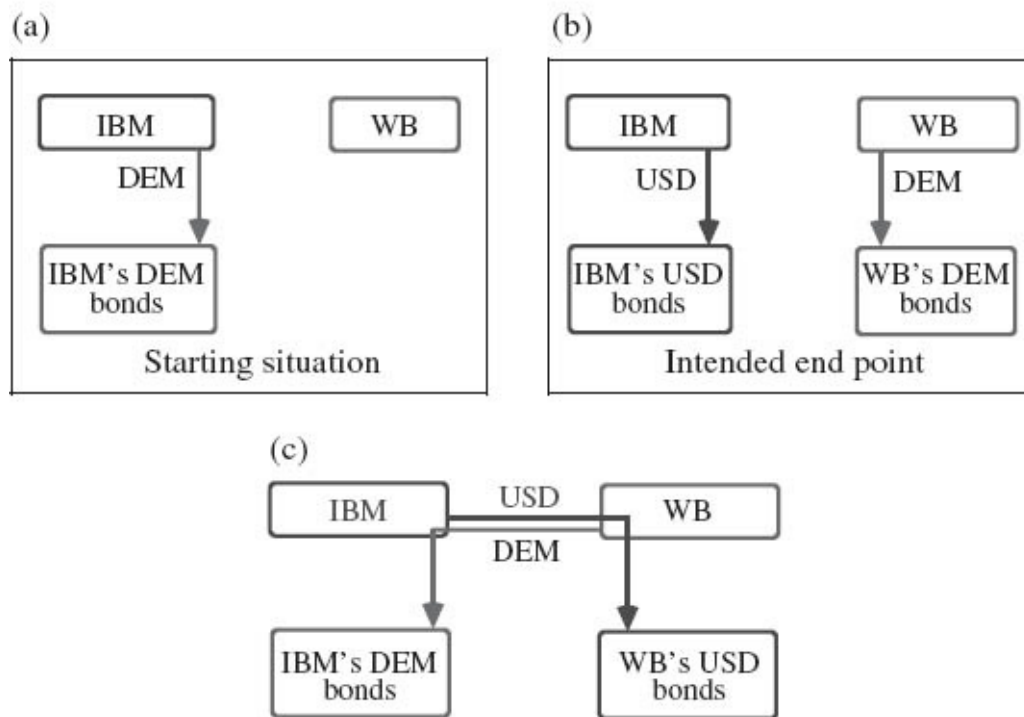 (a)
IBM
WB
DEM
IBM's DEM
bonds
Starting situation
(b)
IBM
WB
USD
DEM
IBM's USD
bonds
WB's DEM
bonds
Intended end point
(c)
IBM
USD
WB
DEM
IBM's DEM
bonds
WB's USD
bonds